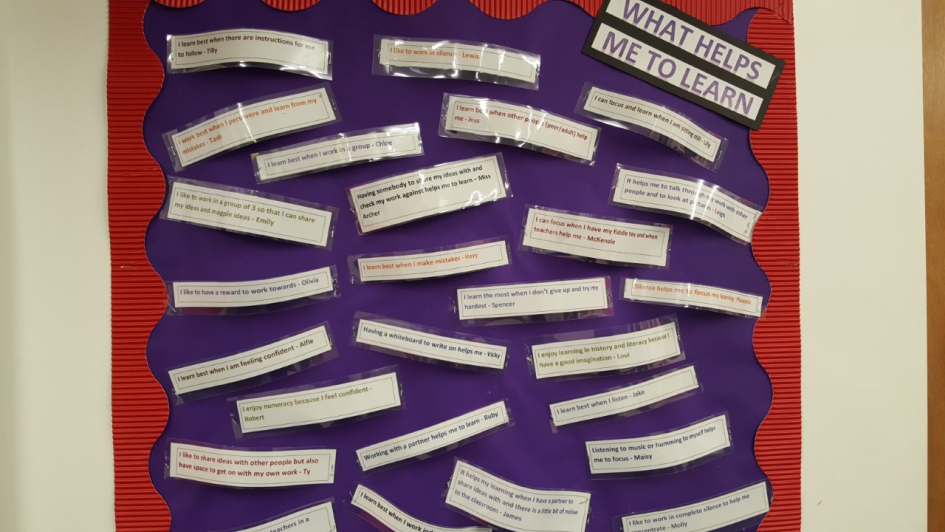 WHAT HELPS
ME TO LEARN
I learn best when there are instructions for me
to follow - Tilly
I like to work in silence - Lewis
I can focus and learn when I am sitting still - Lily
I work best when I persevere and learn from my
mistakes - Tash
I learn best when other people (peer/adult) help
me - Jess
I learn best when I work in a group - Chloe
Having somebody to share my ideas with and
check my work against helps me to learn – Miss
Archer
It helps me to talk through my work with other
people and to look at - Leigh
I like to work in a group of 3 so that I can share
my ideas and magpie ideas - Emily
I can focus when I have my fiddle toy and when
teachers help me - McKenzie
I learn best when I make mistakes -
I like to have a reward to work towards - Olivia
I learn the most when I don't give up and try my
hardest - Spencer
Silence helps me to focus my learning -
Having a whiteboard to write on helps me - Vicky
I enjoy learning in history and literacy because I
have a good imagination - Loui
I learn best when I am feeling confident - Alfie
I enjoy numeracy because I feel confident -
Robert
I learn best when I listen - Jake
Working with a partner helps me to learn - Ruby
Listening to music or humming to myself helps
me to focus - Maisy
I like to share ideas with other people but also
have space to get on with my own work - Ty
It helps my learning when I have a partner to
share ideas with and there is a little bit of noise
in the classroom - James
I like to work in complete silence to help me
concentrate - Molly
I learn best when I work
teachers in a